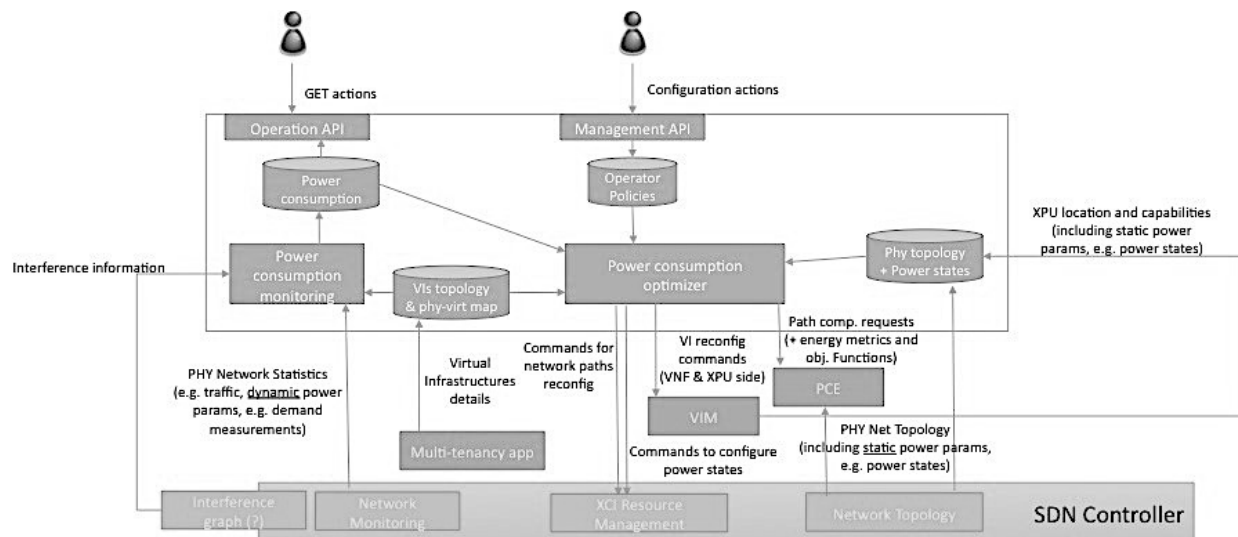 GET actions
Configuration actions
Operation API
Management API
Power
consumption
Operator
Policies
XPU location and capabilities
(including static power
params, e.g. power states)
Interference information
Power
consumption
monitoring
VIs topology
& phy-virt map
Power consumption
optimizer
Phy topology
+ Power states
PHY Network Statistics
(e.g. traffic, dynamic power
params, e.g. demand
measurements)
Virtual
Infrastructures
details
Commands for
network paths
reconfig
VI reconfig
commands
(VNF & XPU side)
Path comp. requests
(+ energy metrics and
obj. Functions)
PCE
VIM
Multi-tenancy app
Commands to configure
power states
PHY Net Topology
(including static power params,
e.g. power states)
Interference
graph (?)
Network
Monitoring
XCI Resource
Management
Network Topology
SDN Controller